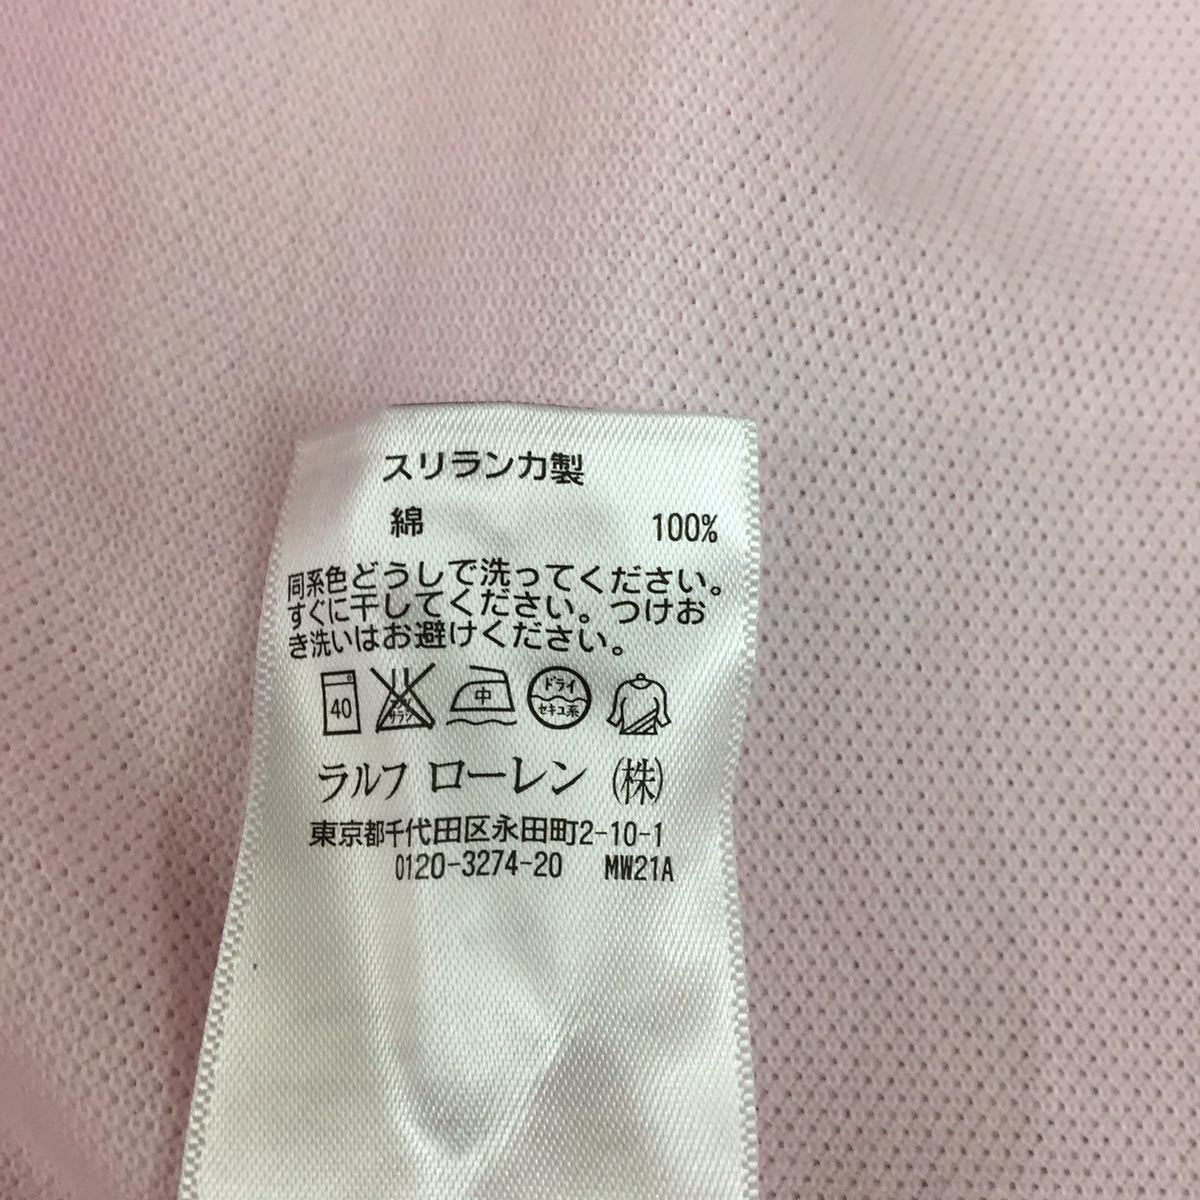 スリランカ製
綿 100%
同系色どうしで洗ってください。
すぐに干してください。つけお
き洗いはお避けください。
40 中 ドライ セキユ系
ラルフ ローレン (株)
東京都千代田区永田町2-10-1
0120-3274-20 MW21A